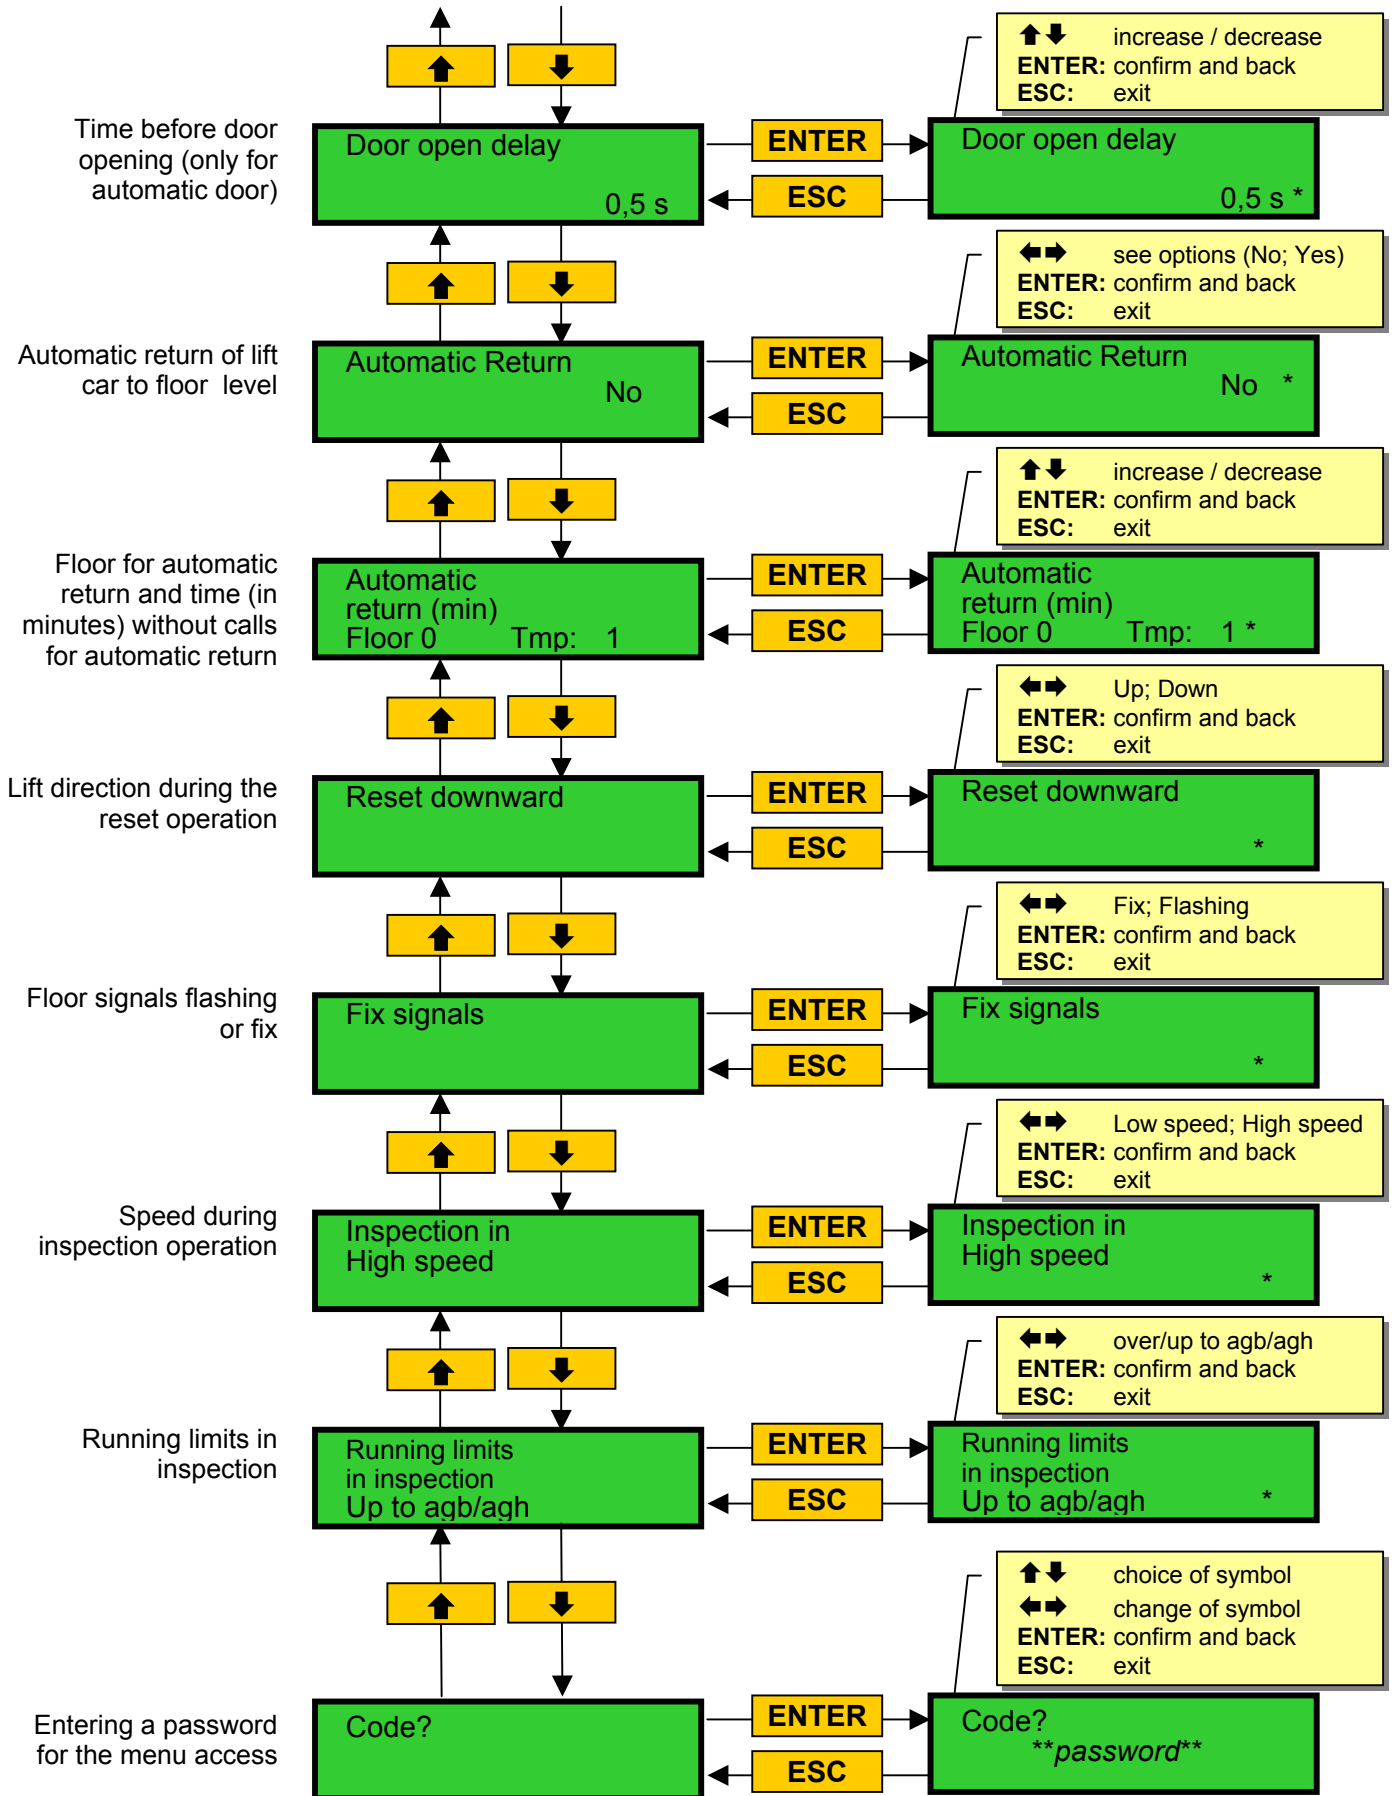 increase / decrease
ENTER: confirm and back
ESC: exit
Time before door
opening (only for
automatic door)
Door open delay
0,5 s
ENTER
ESC
Door open delay
0,5 s *
see options (No; Yes)
ENTER: confirm and back
ESC: exit
Automatic return of lift
car to floor level
Automatic Return
No
ENTER
ESC
Automatic Return
No *
increase / decrease
ENTER: confirm and back
ESC: exit
Floor for automatic
return and time (in
minutes) without calls
for automatic return
Automatic
return (min)
Floor 0 Tmp: 1
ENTER
ESC
Automatic
return (min)
Floor 0 Tmp: 1 *
Up; Down
ENTER: confirm and back
ESC: exit
Lift direction during the
reset operation
Reset downward
ENTER
ESC
Reset downward
*
Fix; Flashing
ENTER: confirm and back
ESC: exit
Floor signals flashing
or fix
Fix signals
ENTER
ESC
Fix signals
*
Low speed; High speed
ENTER: confirm and back
ESC: exit
Speed during
inspection operation
Inspection in
High speed
ENTER
ESC
Inspection in
High speed
*
over/up to agb/agh
ENTER: confirm and back
ESC: exit
Running limits in
inspection
Running limits
in inspection
Up to agb/agh
ENTER
ESC
Running limits
in inspection
Up to agb/agh *
choice of symbol
change of symbol
ENTER: confirm and back
ESC: exit
Entering a password
for the menu access
Code?
ENTER
ESC
Code?
**password**